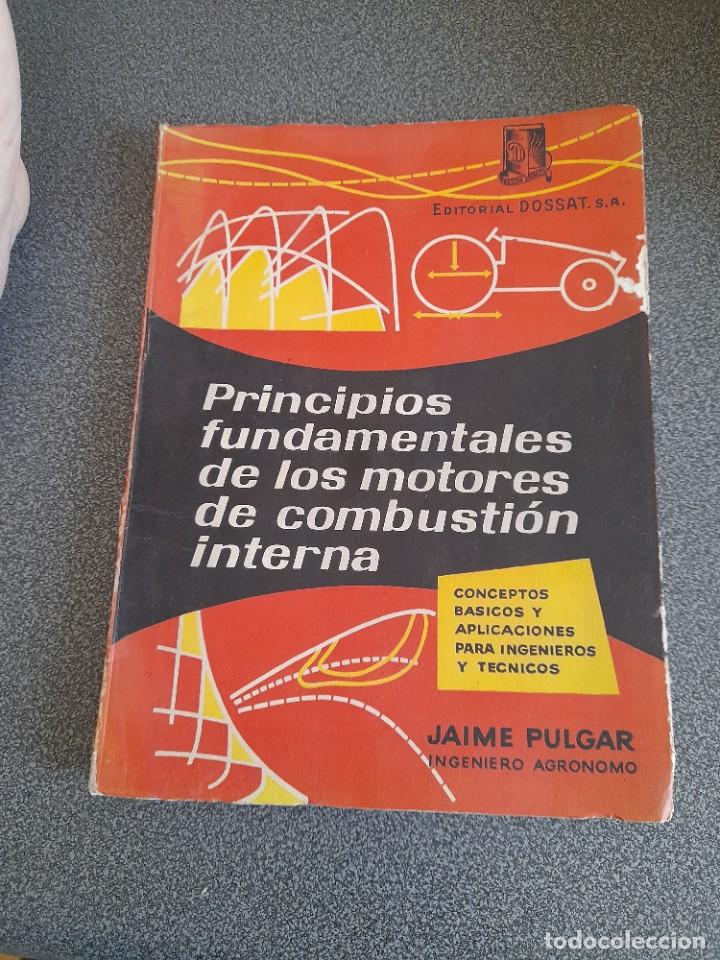 EDITORIAL DOSSAT. S.A.
Principios
fundamentales
de los motores
de combustión
interna
CONCEPTOS
BASICOS Y
APLICACIONES
PARA INGENIEROS
Y TECNICOS
JAIME PULGAR
INGENIERO AGRONOMO
todocoleccion